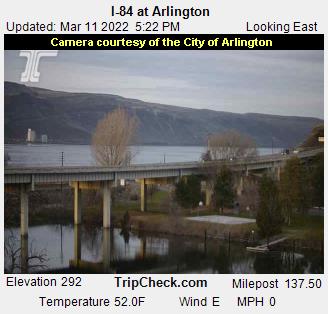 I-84 at Arlington
Updated: Mar 11 2022 5:22 PM Looking East
Camera courtesy of the City of Arlington
Elevation 292 TripCheck.com Milepost 137.50
Temperature 52.0F Wind E MPH 0